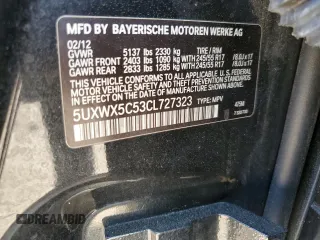 MFD BY BAYERISCHE MOTOREN WERKE AG
02/12
GVWR 5137 lbs 2330 kg TIRE / RIM
GAWR FRONT 2403 lbs 1090 kg 245/55 R17
GAWR REAR 2833 lbs 1285 kg 245/55 R17
THIS VEHICLE CONFORMS TO ALL APPLICABLE U.S. FEDERAL
MOTOR VEHICLE SAFETY, BUMPER, AND THEFT PREVENTION
STANDARDS IN EFFECT ON THE DATE OF MANUFACTURE SHOWN ABOVE.
5UXWX5C53CL727323 TYPE: MPV
DREAMBID